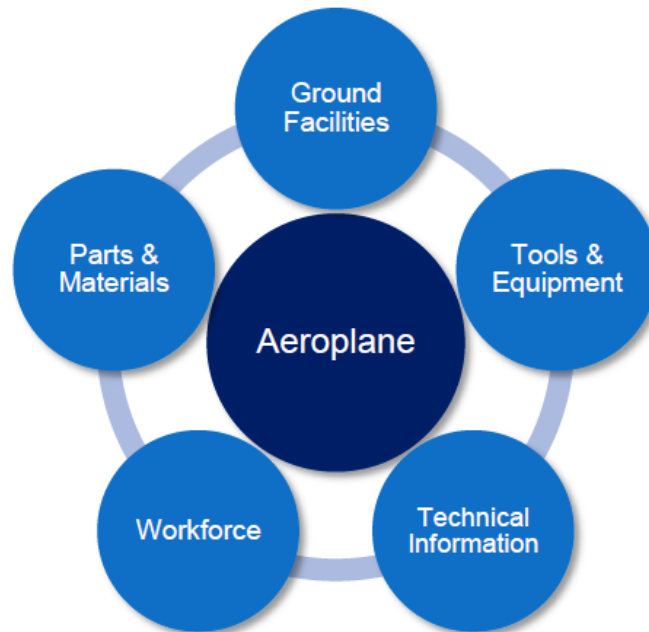 Ground
Facilities
Parts &
Materials
Tools &
Equipment
Aeroplane
Workforce
Technical
Information